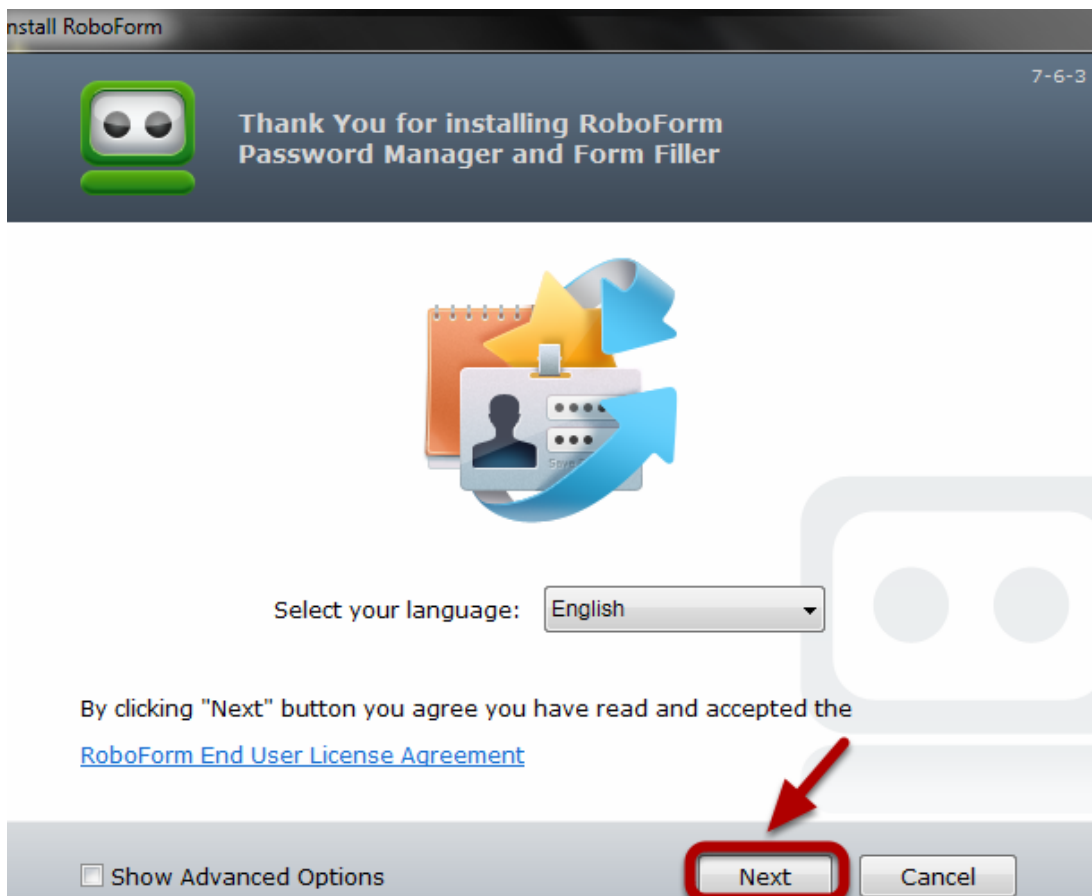 nstall RoboForm
7-6-3
Thank You for installing RoboForm
Password Manager and Form Filler
Select your language: English
By clicking "Next" button you agree you have read and accepted the
RoboForm End User License Agreement
Show Advanced Options Next Cancel